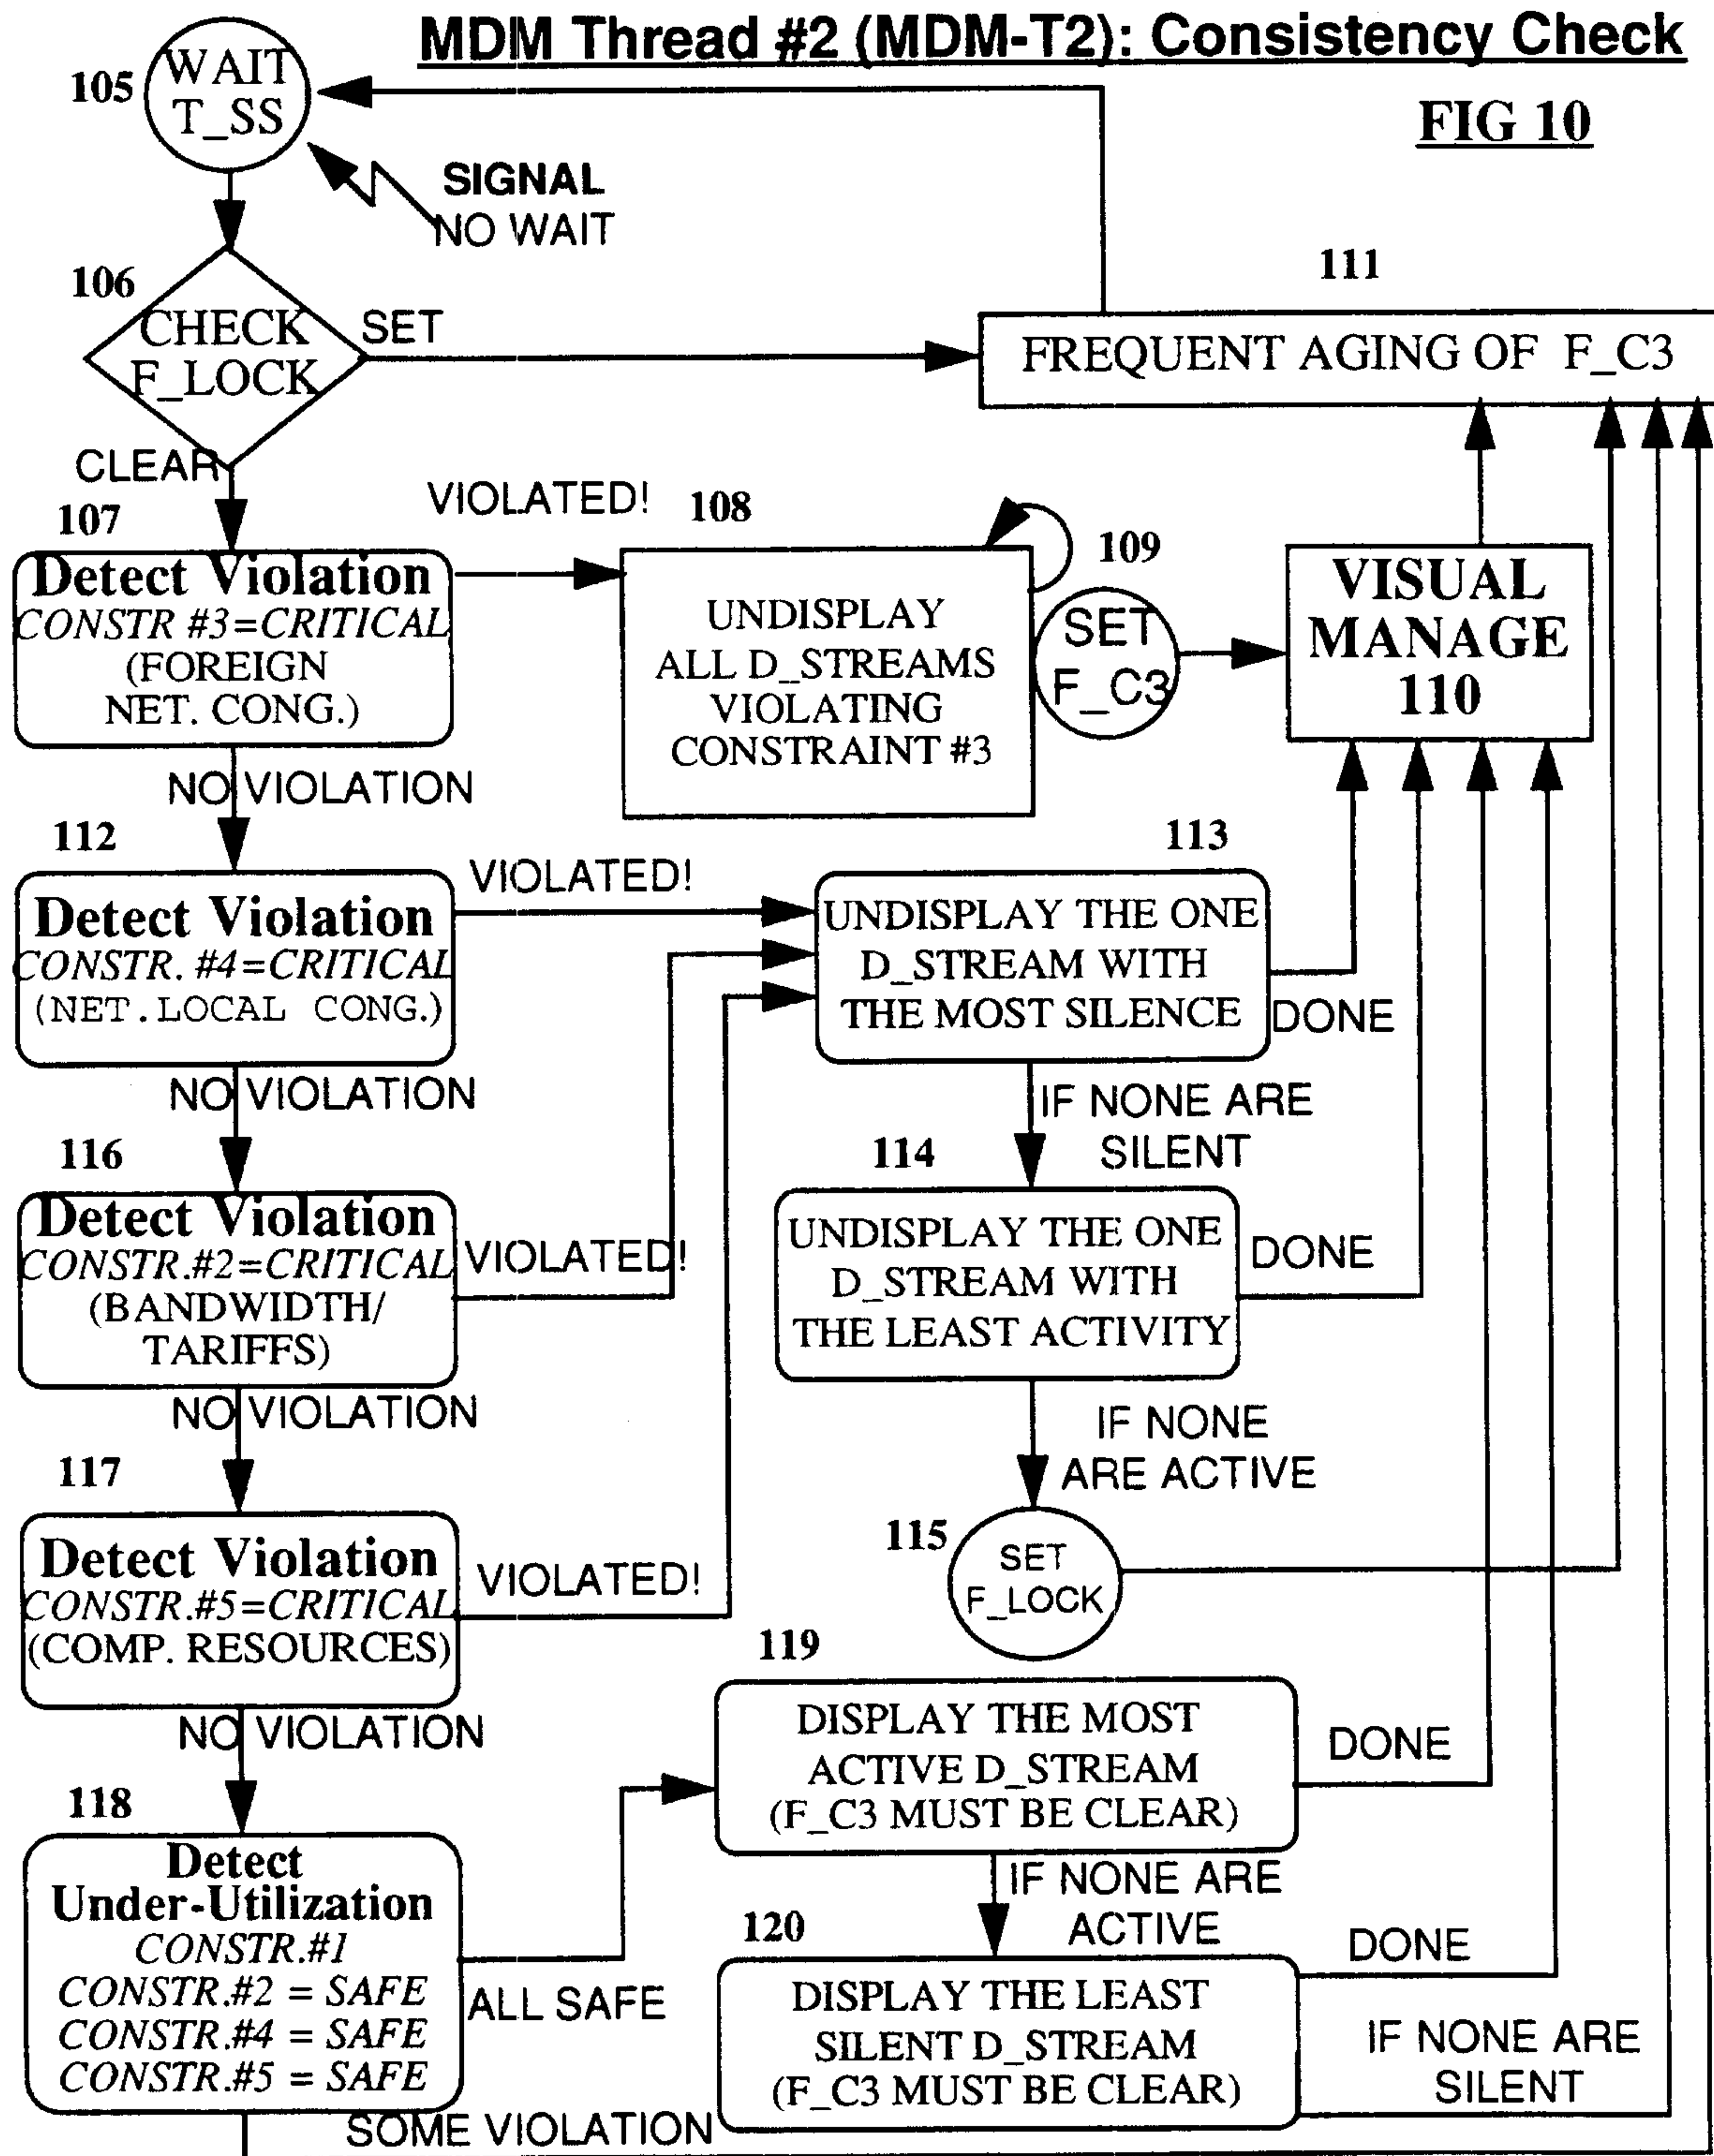 MDM Thread #2 (MDM-T2): Consistency Check
FIG 10
105
WAIT
T_SS
SIGNAL
NO WAIT
106
CHECK
F_LOCK
SET
CLEAR
111
FREQUENT AGING OF F_C3
107
Detect Violation
CONSTR #3=CRITICAL
(FOREIGN
NET. CONG.)
VIOLATED!
108
UNDISPLAY
ALL D_STREAMS
VIOLATING
CONSTRAINT #3
109
SET
F_C3
VISUAL
MANAGE
110
NO VIOLATION
112
Detect Violation
CONSTR. #4=CRITICAL
(NET.LOCAL CONG.)
VIOLATED!
113
UNDISPLAY THE ONE
D_STREAM WITH
THE MOST SILENCE
DONE
NO VIOLATION
IF NONE ARE
SILENT
116
Detect Violation
CONSTR.#2=CRITICAL
(BANDWIDTH/
TARIFFS)
VIOLATED!
114
UNDISPLAY THE ONE
D_STREAM WITH
THE LEAST ACTIVITY
DONE
NO VIOLATION
IF NONE
ARE ACTIVE
117
Detect Violation
CONSTR.#5=CRITICAL
(COMP. RESOURCES)
VIOLATED!
115
SET
F_LOCK
NO VIOLATION
119
DISPLAY THE MOST
ACTIVE D_STREAM
(F_C3 MUST BE CLEAR)
DONE
118
Detect
Under-Utilization
CONSTR.#1
CONSTR.#2 = SAFE
CONSTR.#4 = SAFE
CONSTR.#5 = SAFE
ALL SAFE
IF NONE ARE
ACTIVE
120
DISPLAY THE LEAST
SILENT D_STREAM
(F_C3 MUST BE CLEAR)
DONE
IF NONE ARE
SILENT
SOME VIOLATION